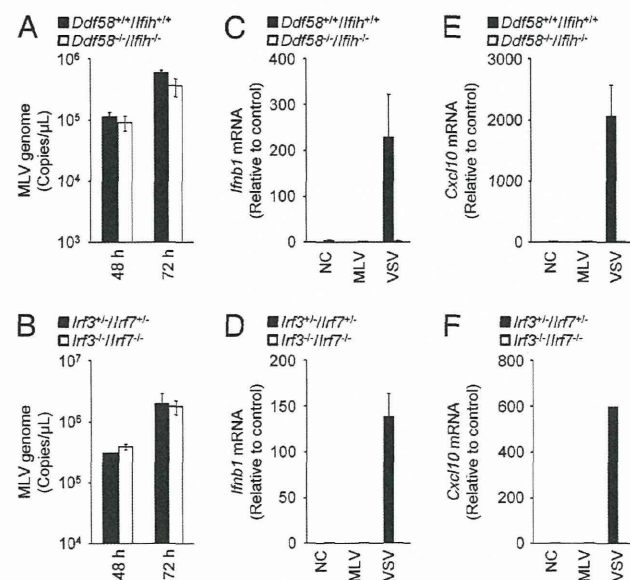 A
Ddf58+/+/Ifih+/+
Ddf58-/-/Ifih-/-
MLV genome
(Copies/μL)
10⁶
10⁵
10⁴
10³
48 h
72 h
C
Ddf58+/+/Ifih+/+
Ddf58-/-/Ifih-/-
Ifnb1 mRNA
(Relative to control)
400
300
200
100
0
NC
MLV
VSV
E
Ddf58+/+/Ifih+/+
Ddf58-/-/Ifih-/-
Cxcl10 mRNA
(Relative to control)
3000
2000
1000
0
NC
MLV
VSV
B
Irf3+/-/Irf7+/-
Irf3-/-/Irf7-/-
MLV genome
(Copies/μL)
10⁷
10⁶
10⁵
10⁴
48 h
72 h
D
Irf3+/-/Irf7+/-
Irf3-/-/Irf7-/-
Ifnb1 mRNA
(Relative to control)
200
150
100
50
0
NC
MLV
VSV
F
Irf3+/-/Irf7+/-
Irf3-/-/Irf7-/-
Cxcl10 mRNA
(Relative to control)
800
600
400
200
0
NC
MLV
VSV